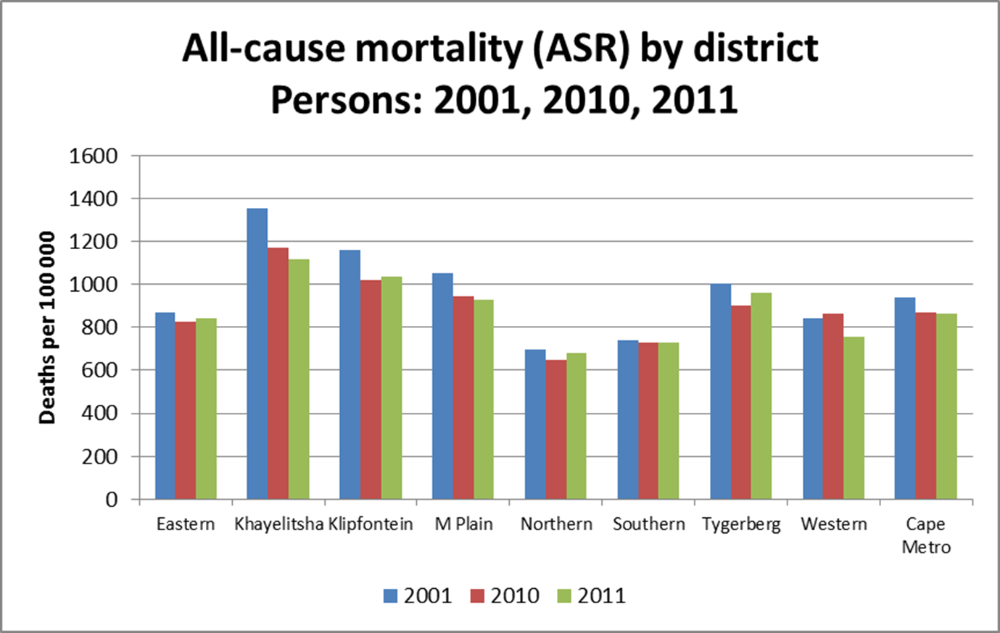 All-cause mortality (ASR) by district
Persons: 2001, 2010, 2011
1600
1400
1200
1000
800
600
400
200
0
Deaths per 100 000
Eastern Khayelitsha Klipfontein M Plain Northern Southern Tygerberg Western Cape
Metro
2001 2010 2011